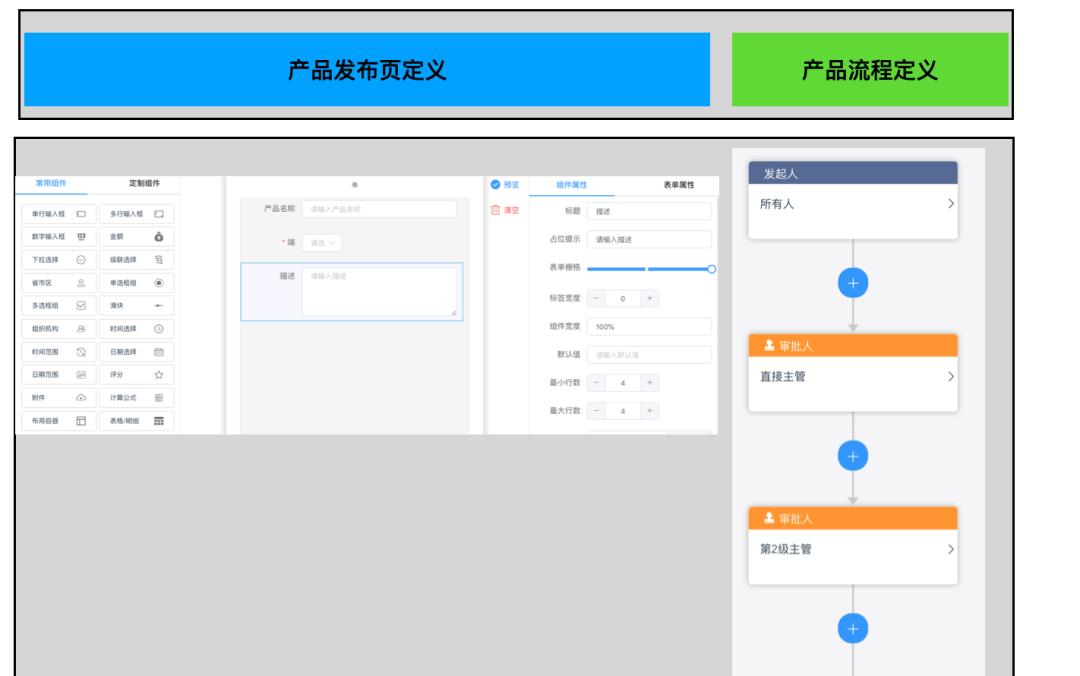 产品发布页定义
产品流程定义
常用组件
定制组件
单行输入框
多行输入框
数字输入框
金额
下拉选择
级联选择
省市区
单选框组
多选框组
滑块
组织机构
时间选择
时间范围
日期选择
日期范围
评分
附件
计算公式
布局容器
表格/明细
产品名称 请输入产品名称
* 端 请选
描述 请输入描述
预览
清空
组件属性
表单属性
标题 描述
占位提示 请输入描述
表单栅格
标签宽度 − 0 +
组件宽度 100%
默认值 请输入默认值
最小行数 − 4 +
最大行数 − 4 +
发起人
所有人
审批人
直接主管
审批人
第2级主管